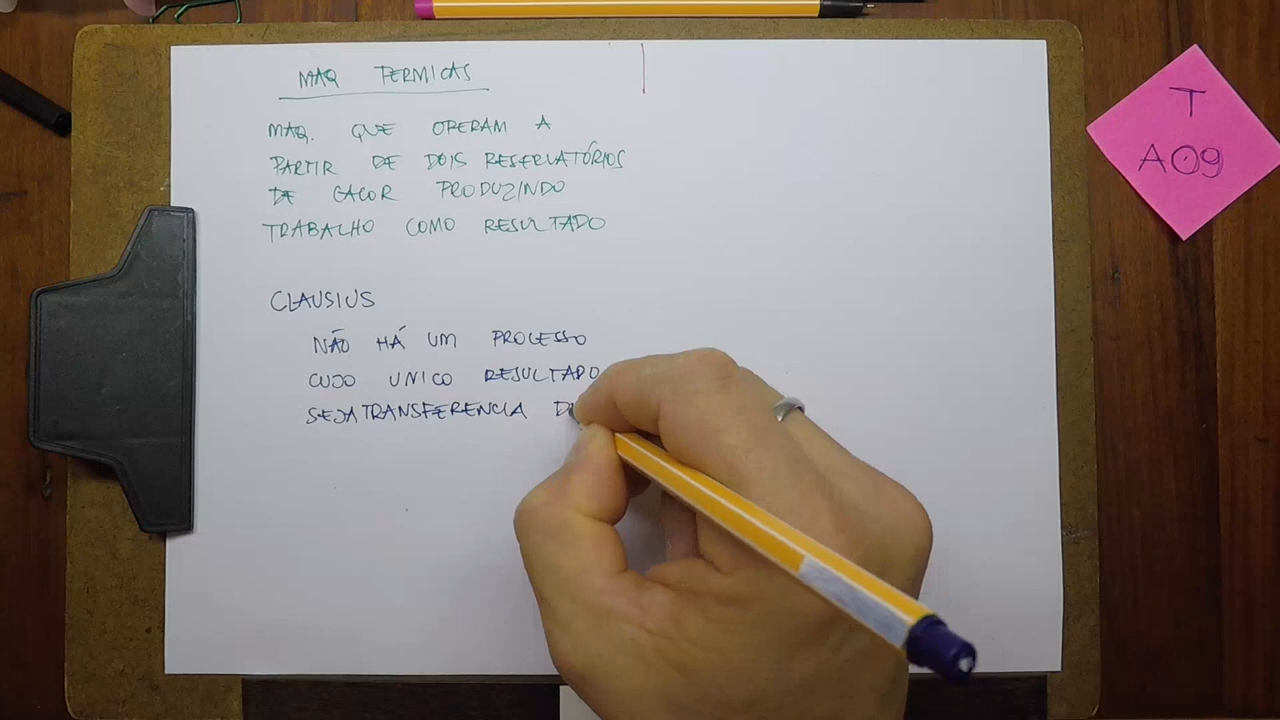 MAQ TERMICAS
MAQ. QUE OPERAM A
PARTIR DE DOIS RESERVATÓRIOS
DE CALOR PRODUZINDO
TRABALHO COMO RESULTADO
CLAUSIUS
NÃO HÁ UM PROCESSO
CUJO UNICO RESULTADO
SEJA TRANSFERENCIA
T
A09